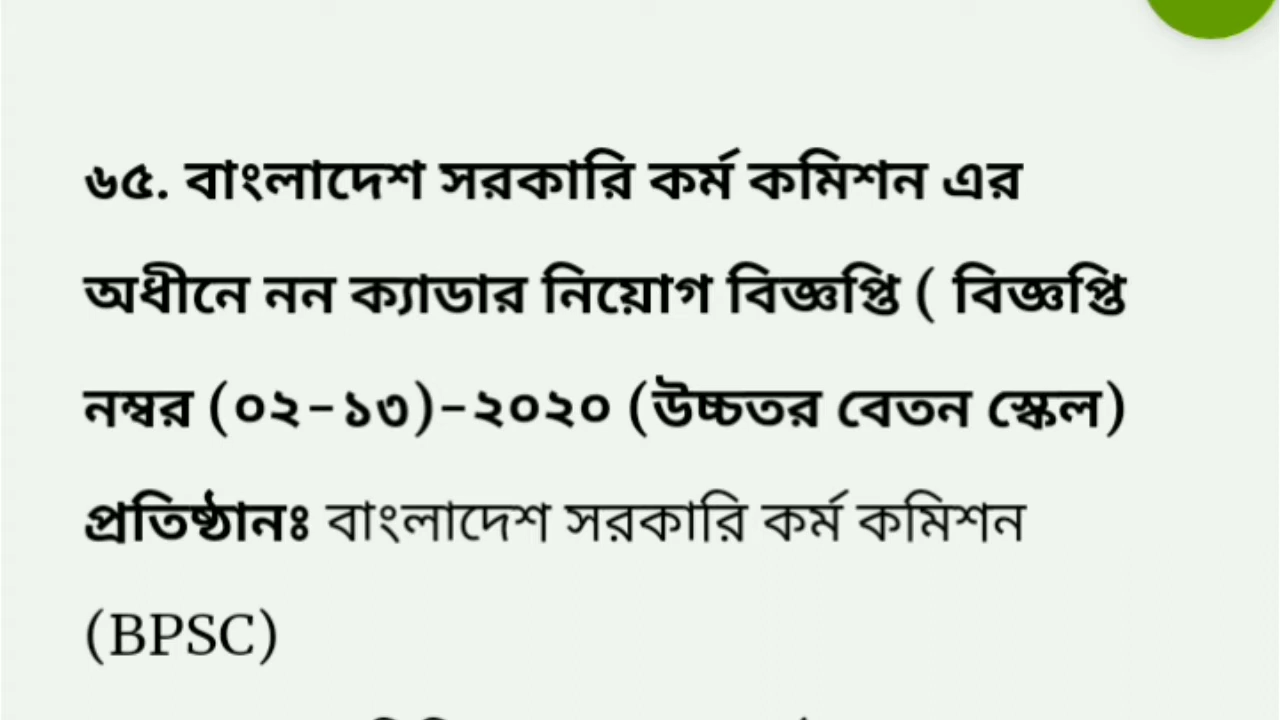 ৬৫. বাংলাদেশ সরকারি কর্ম কমিশন এর
অধীনে নন ক্যাডার নিয়োগ বিজ্ঞপ্তি ( বিজ্ঞপ্তি
নম্বর (০২-১৩)-২০২০ (উচ্চতর বেতন স্কেল)
প্রতিষ্ঠানঃ বাংলাদেশ সরকারি কর্ম কমিশন
(BPSC)